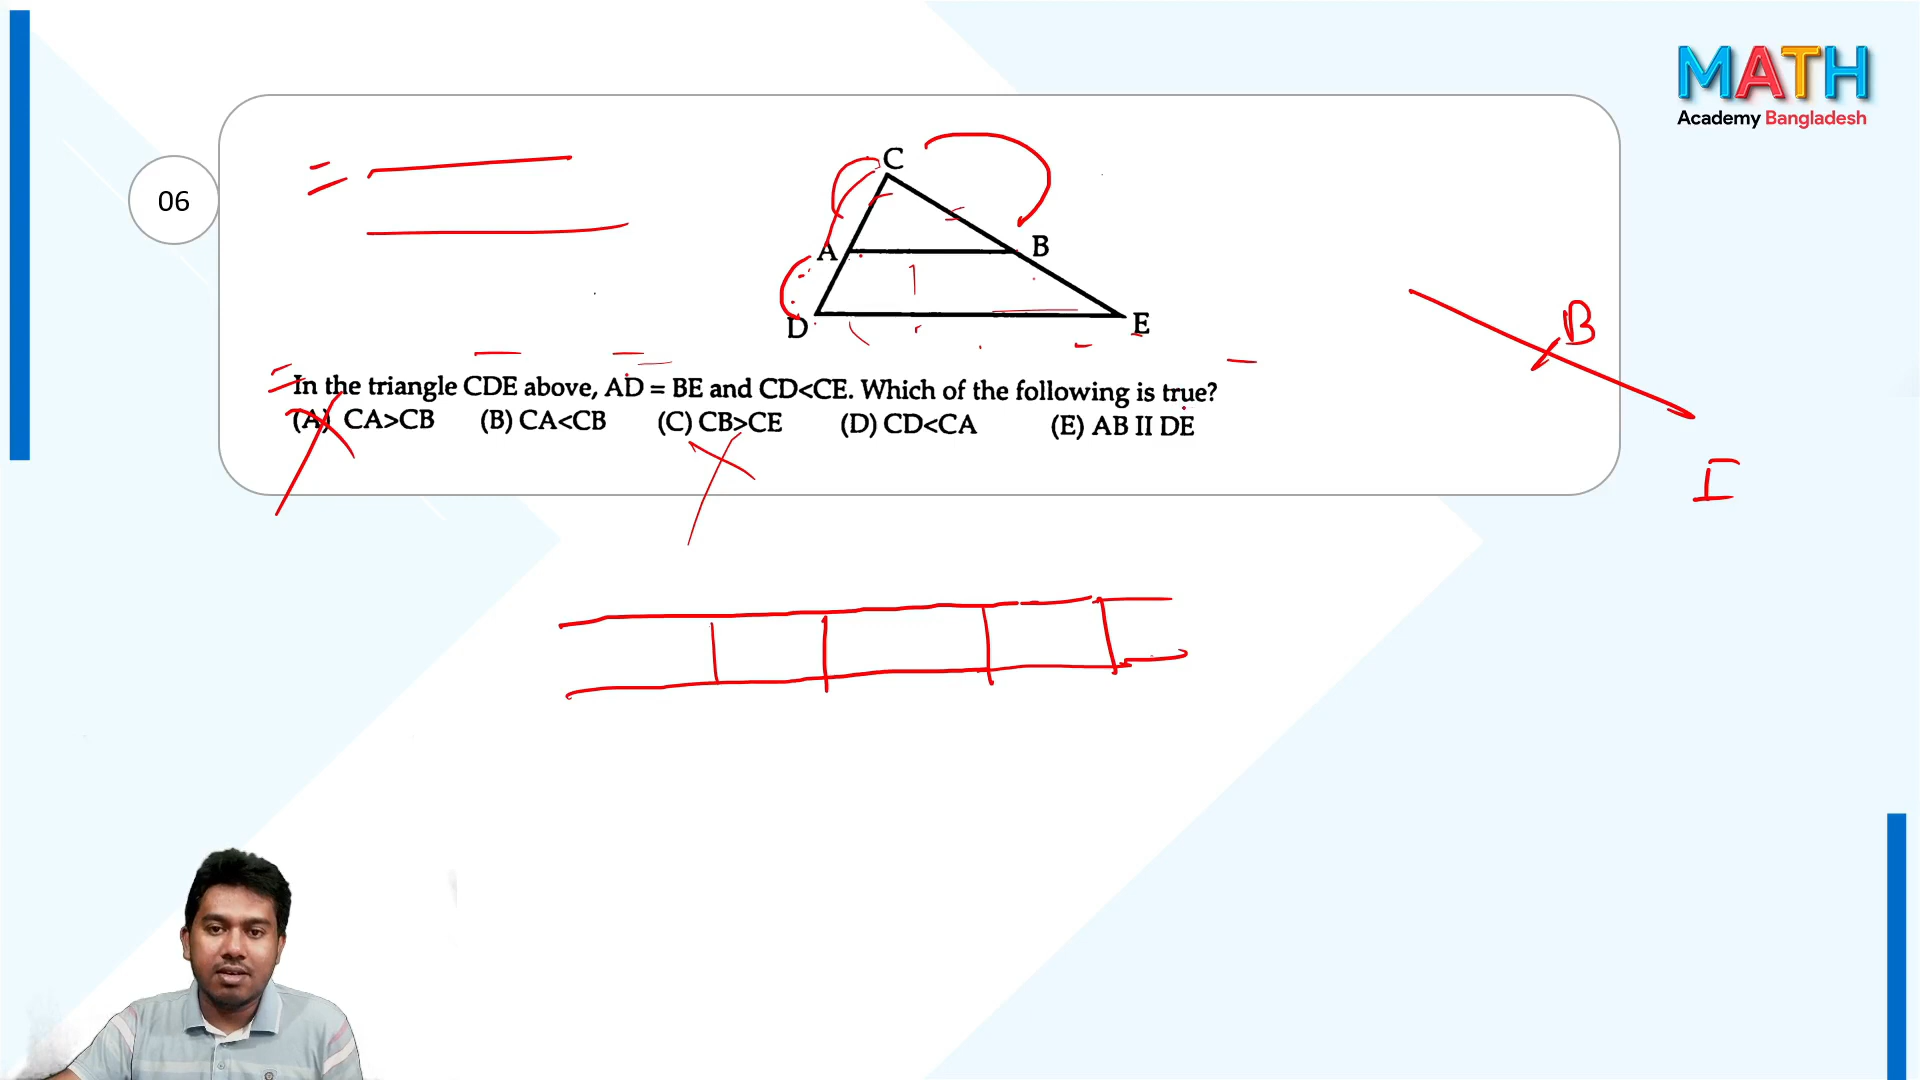 MATH
Academy Bangladesh
06
C
A
B
D
E
B
E
In the triangle CDE above, AD = BE and CD<CE. Which of the following is true?
(A) CA>CB (B) CA<CB (C) CB>CE (D) CD<CA (E) AB II DE